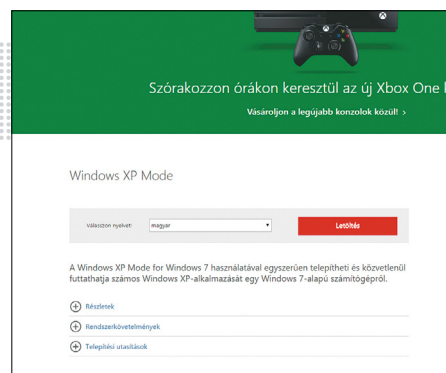 Szórakozzon órákon keresztül az új Xbox One
Vásároljon a legújabb konzolok közül! ›
Windows XP Mode
Válasszon nyelvet:
magyar
Letöltés
A Windows XP Mode for Windows 7 használatával egyszerűen telepítheti és közvetlenül
futtathatja számos Windows XP-alkalmazását egy Windows 7-alapú számítógépről.
Részletek
Rendszerkövetelmények
Telepítési utasítások